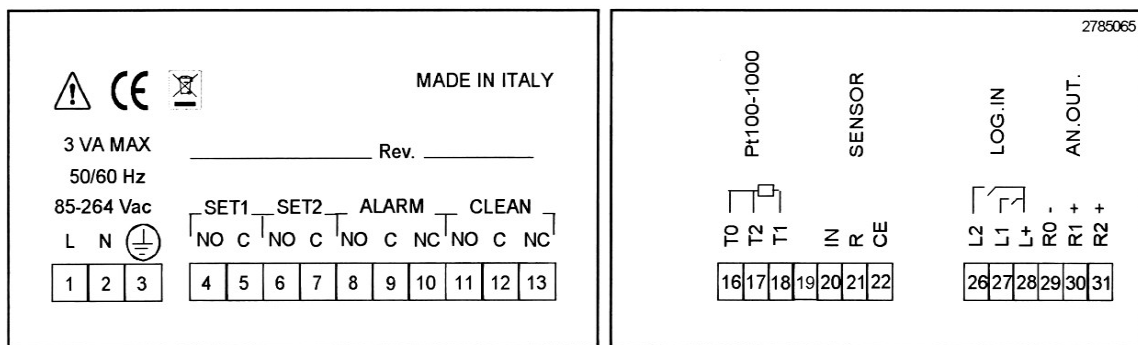 MADE IN ITALY
CE
3 VA MAX
Rev.
50/60 Hz
85-264 Vac
SET1 SET2 ALARM CLEAN
L N NO C NO C NO C NC NO C NC
1 2 3 4 5 6 7 8 9 10 11 12 13
2785065
Pt100-1000
SENSOR
LOG.IN
AN.OUT.
T0 T2 T1 IN R CE L2 L1 L+ R0 - R1 + R2 +
16 17 18 19 20 21 22 26 27 28 29 30 31